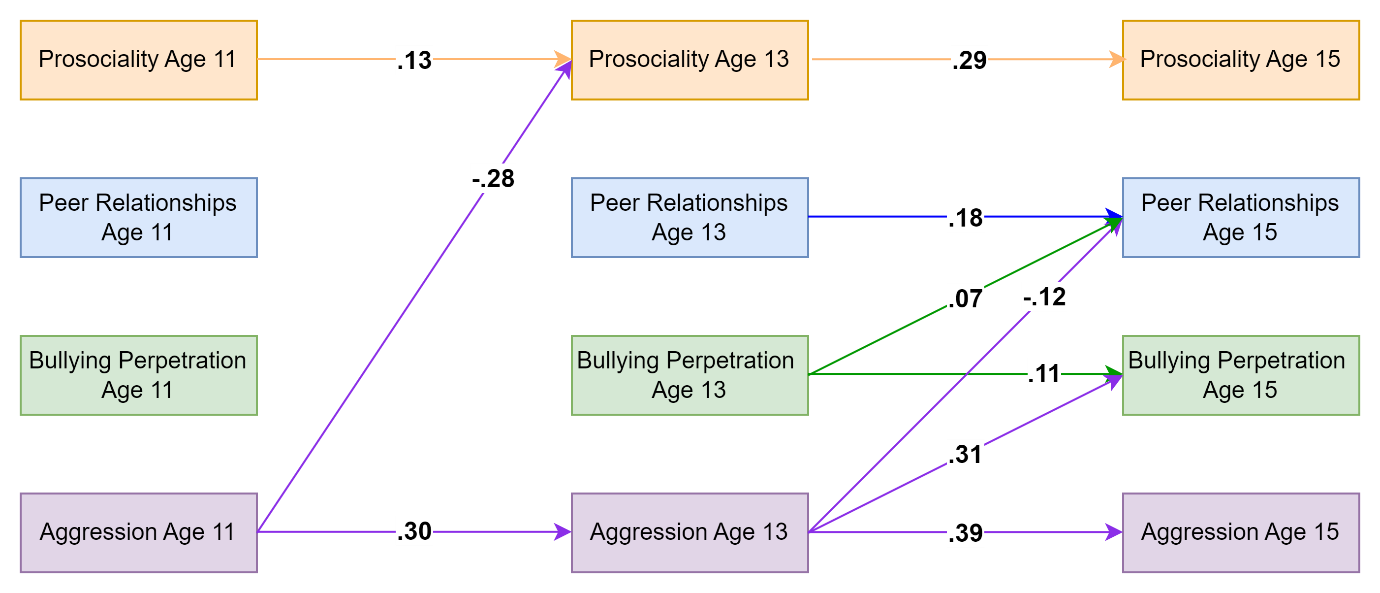 Prosociality Age 11
.13
Prosociality Age 13
.29
Prosociality Age 15
-.28
Peer Relationships
Age 11
Peer Relationships
Age 13
.18
Peer Relationships
Age 15
.07
-.12
Bullying Perpetration
Age 11
Bullying Perpetration
Age 13
.11
Bullying Perpetration
Age 15
.31
Aggression Age 11
.30
Aggression Age 13
.39
Aggression Age 15